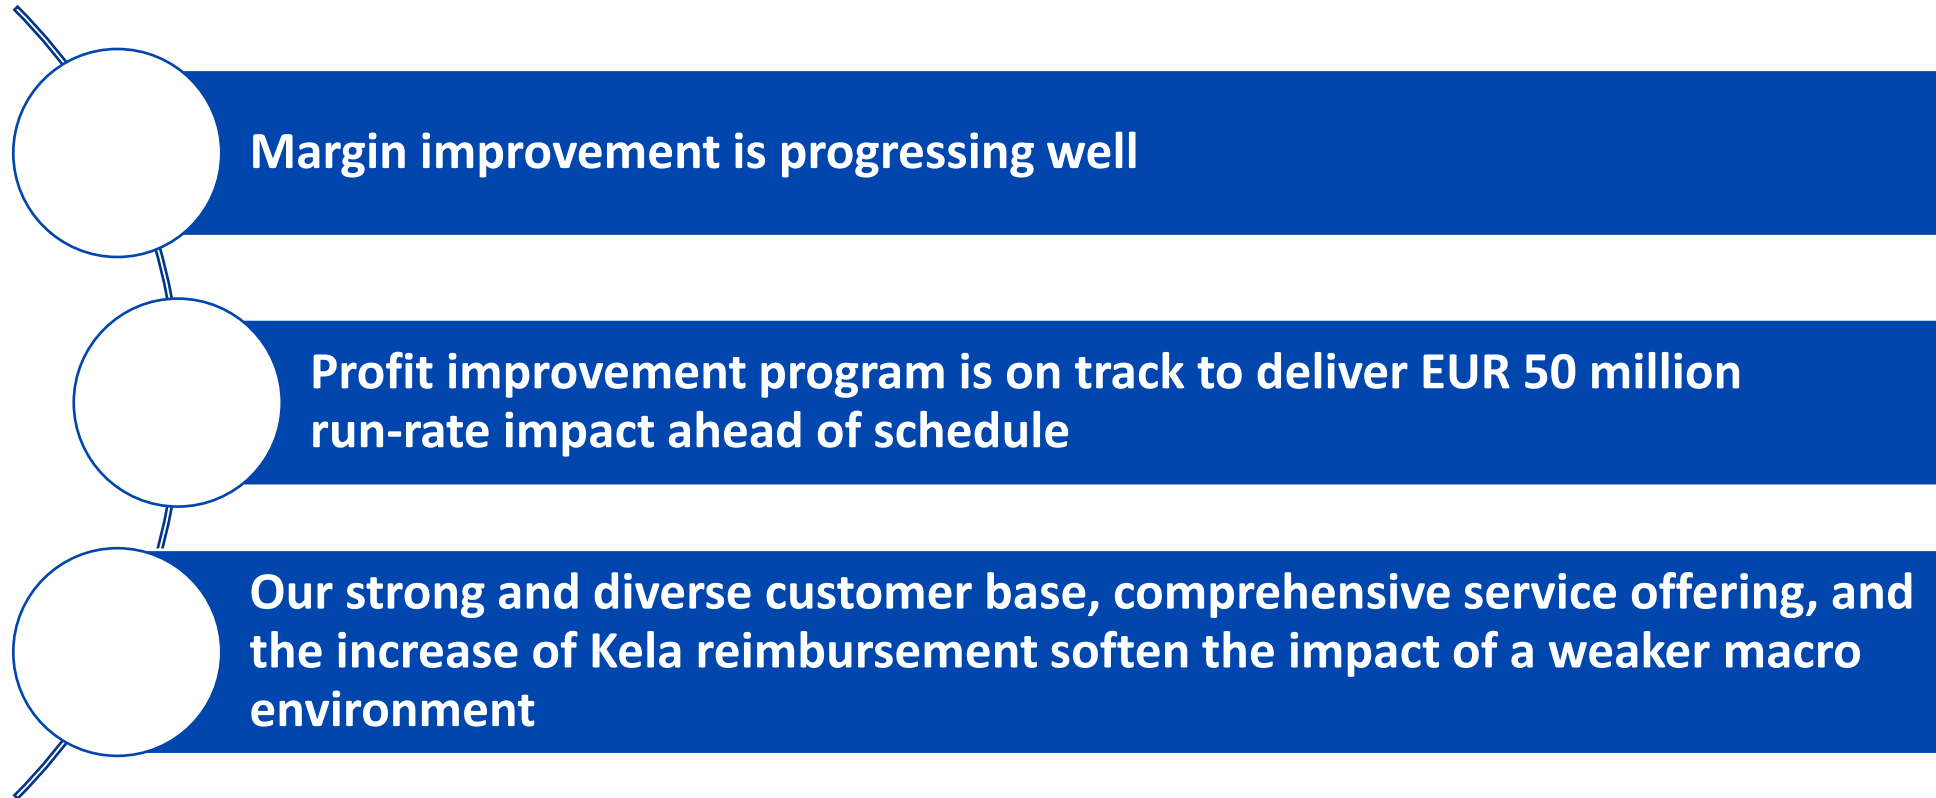 Margin improvement is progressing well
Profit improvement program is on track to deliver EUR 50 million
run-rate impact ahead of schedule
Our strong and diverse customer base, comprehensive service offering, and
the increase of Kela reimbursement soften the impact of a weaker macro
environment